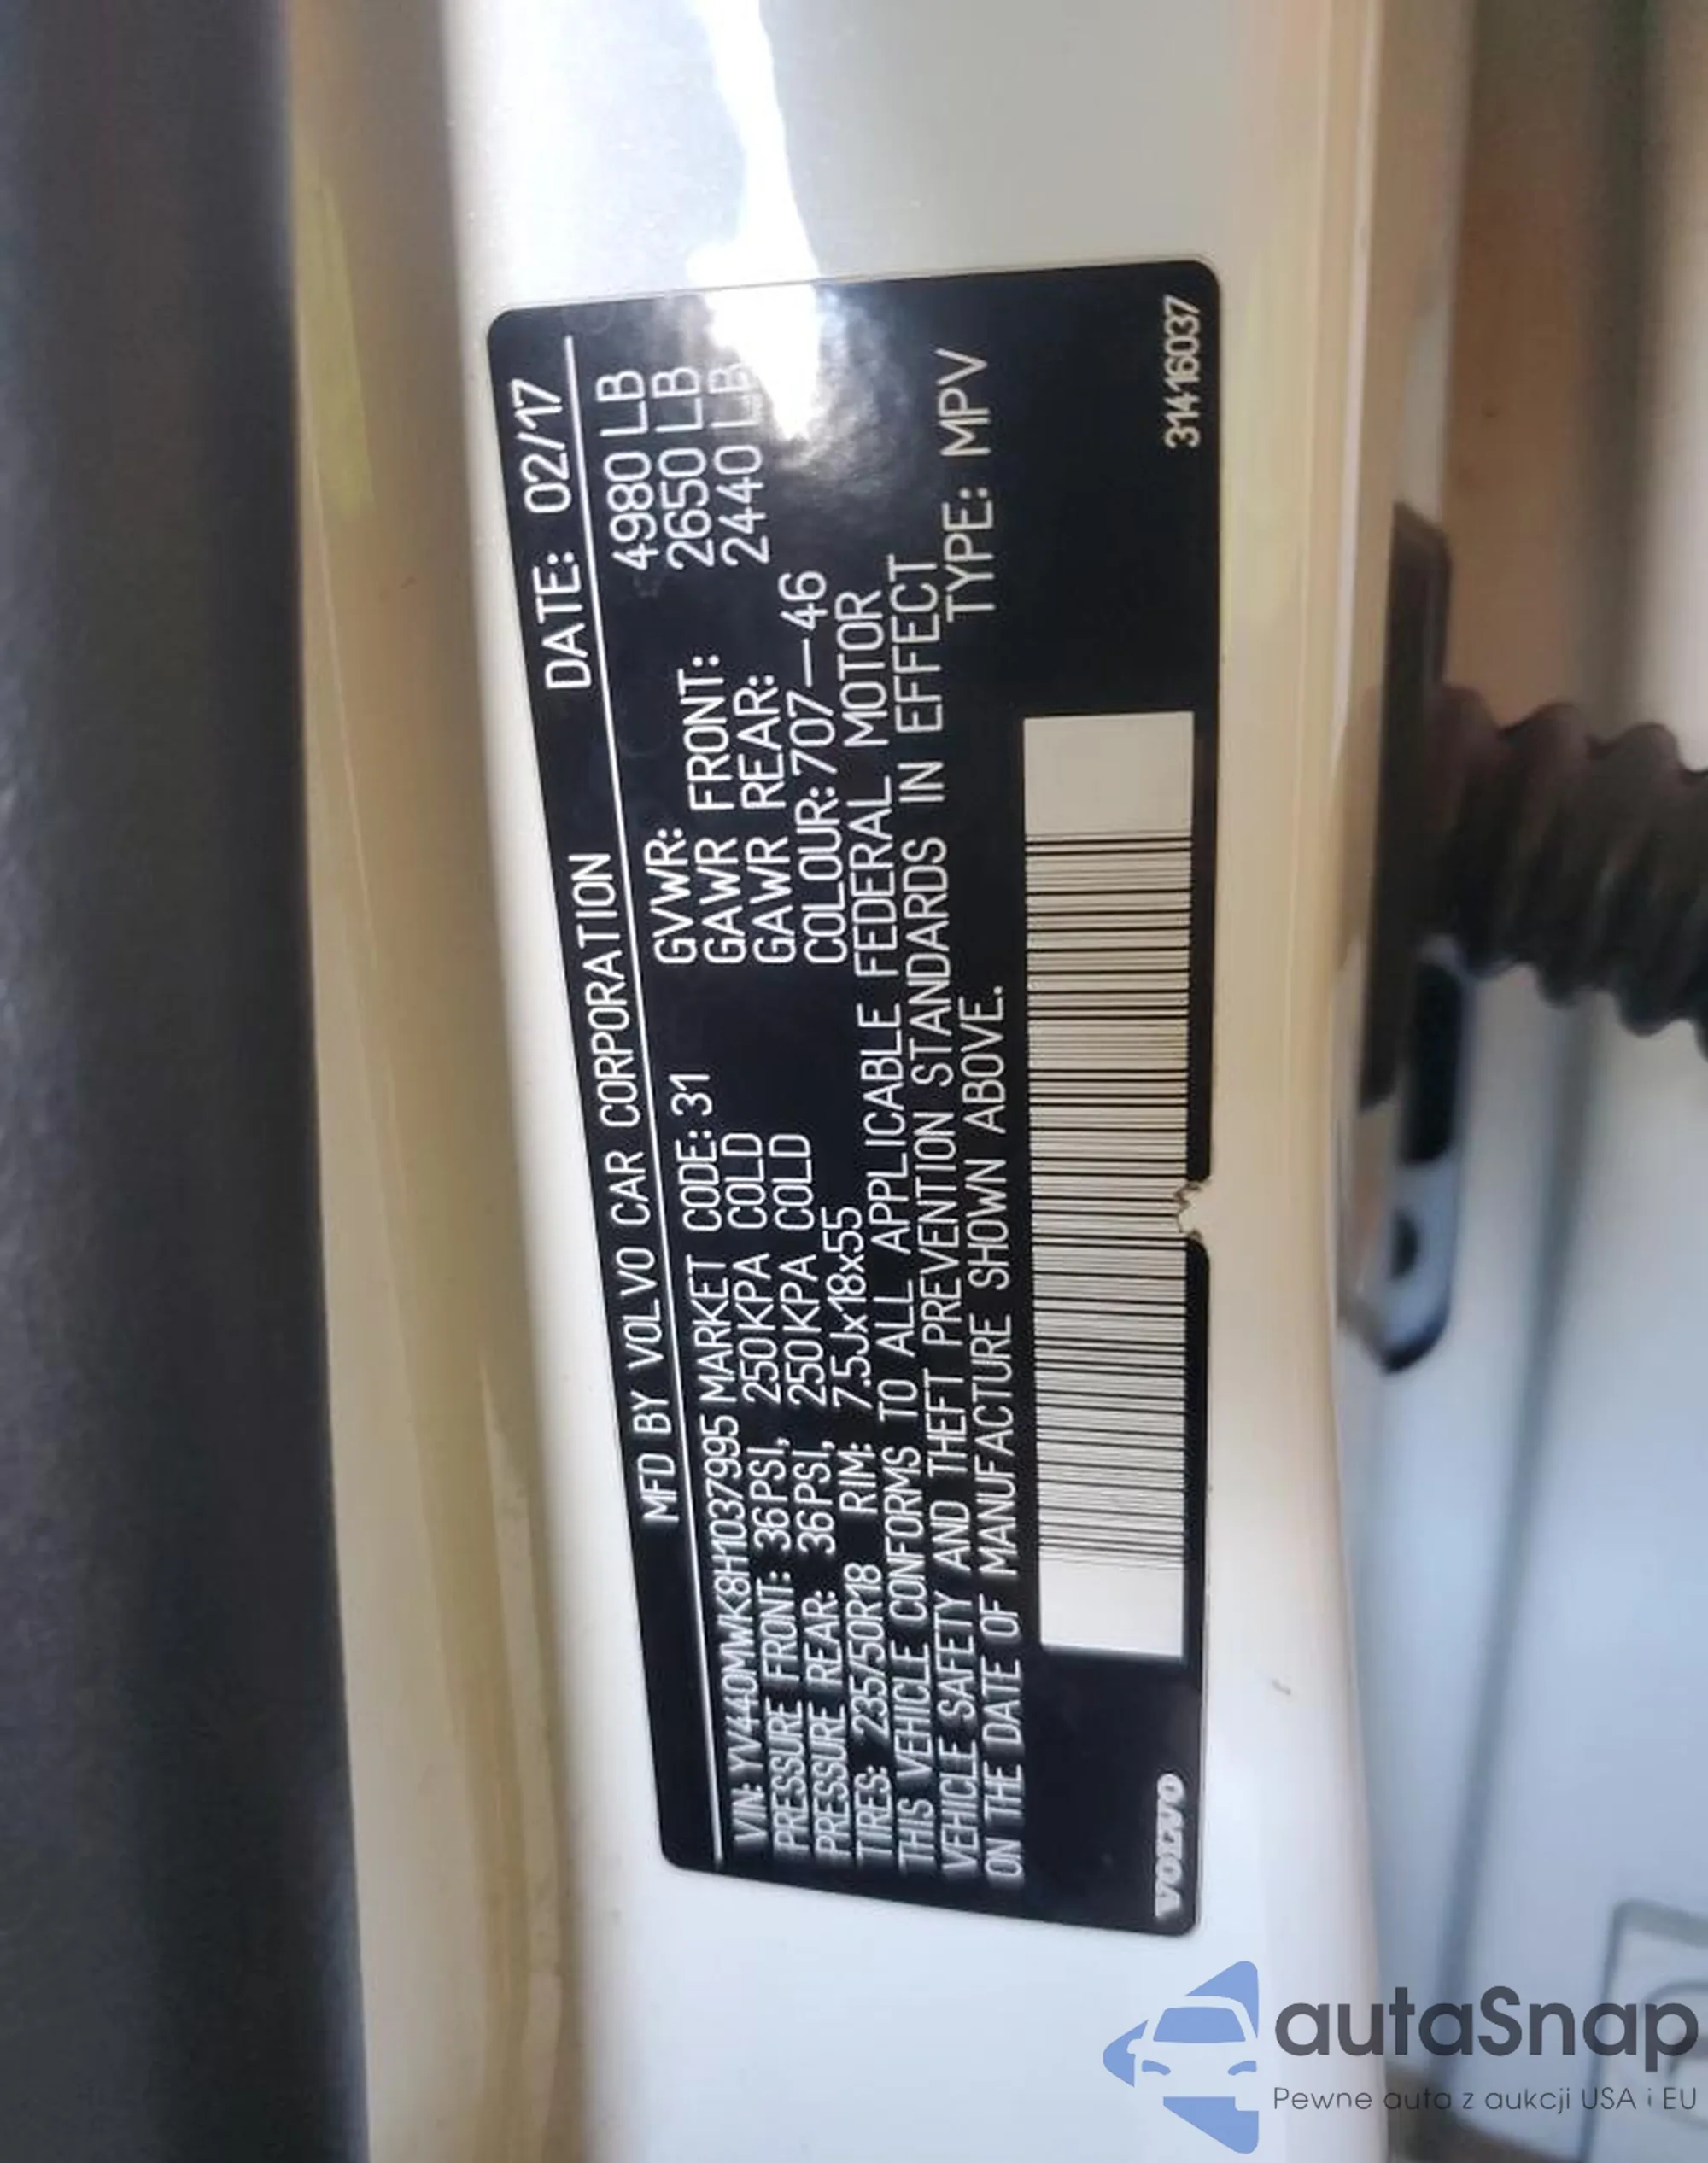 MFD BY VOLVO CAR CORPORATION DATE: 02/17
VIN: YV440MWK8H1037995 MARKET CODE: 31 GVWR: 4980 LB
PRESSURE FRONT: 36PSI, 250KPA COLD GAWR FRONT: 2650 LB
PRESSURE REAR: 36PSI, 250KPA COLD GAWR REAR: 2440 LB
TIRES: 235/50R18 RIM: 7.5Jx18x55 COLOUR: 707—46
THIS VEHICLE CONFORMS TO ALL APPLICABLE FEDERAL MOTOR
VEHICLE SAFETY AND THEFT PREVENTION STANDARDS IN EFFECT
ON THE DATE OF MANUFACTURE SHOWN ABOVE. TYPE: MPV
VOLVO 31416037
autaSnap
Pewne auta z aukcji USA i EU